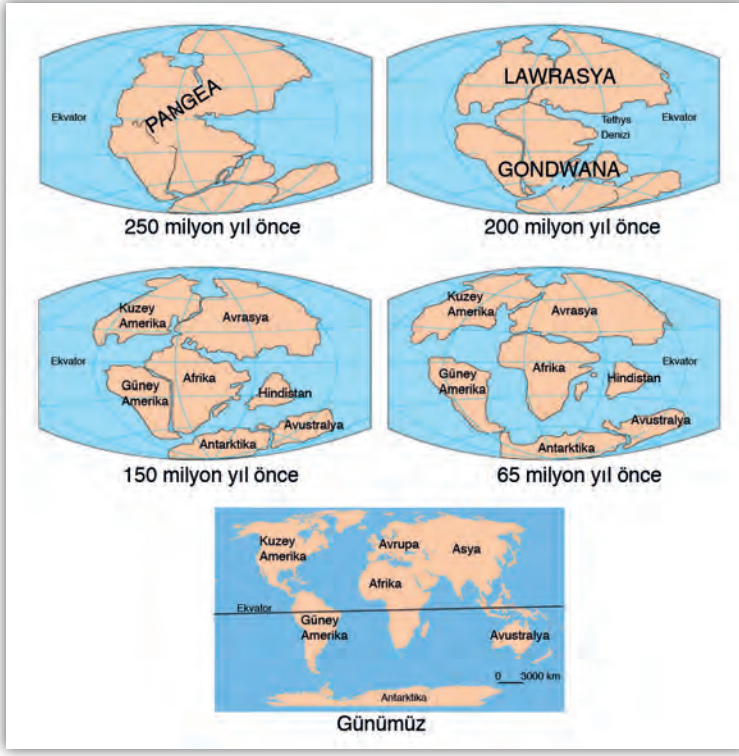 PANGEA
Ekvator
250 milyon yıl önce
LAWRASYA
Tethys
Denizi
Ekvator
GONDWANA
200 milyon yıl önce
Kuzey
Amerika
Avrasya
Ekvator
Afrika
Güney
Amerika
Hindistan
Avustralya
Antarktika
150 milyon yıl önce
Kuzey
Amerika
Avrasya
Ekvator
Afrika
Güney
Amerika
Hindistan
Avustralya
Antarktika
65 milyon yıl önce
Kuzey
Amerika
Avrupa
Asya
Afrika
Ekvator
Güney
Amerika
Avustralya
0 3000 km
Antarktika
Günümüz